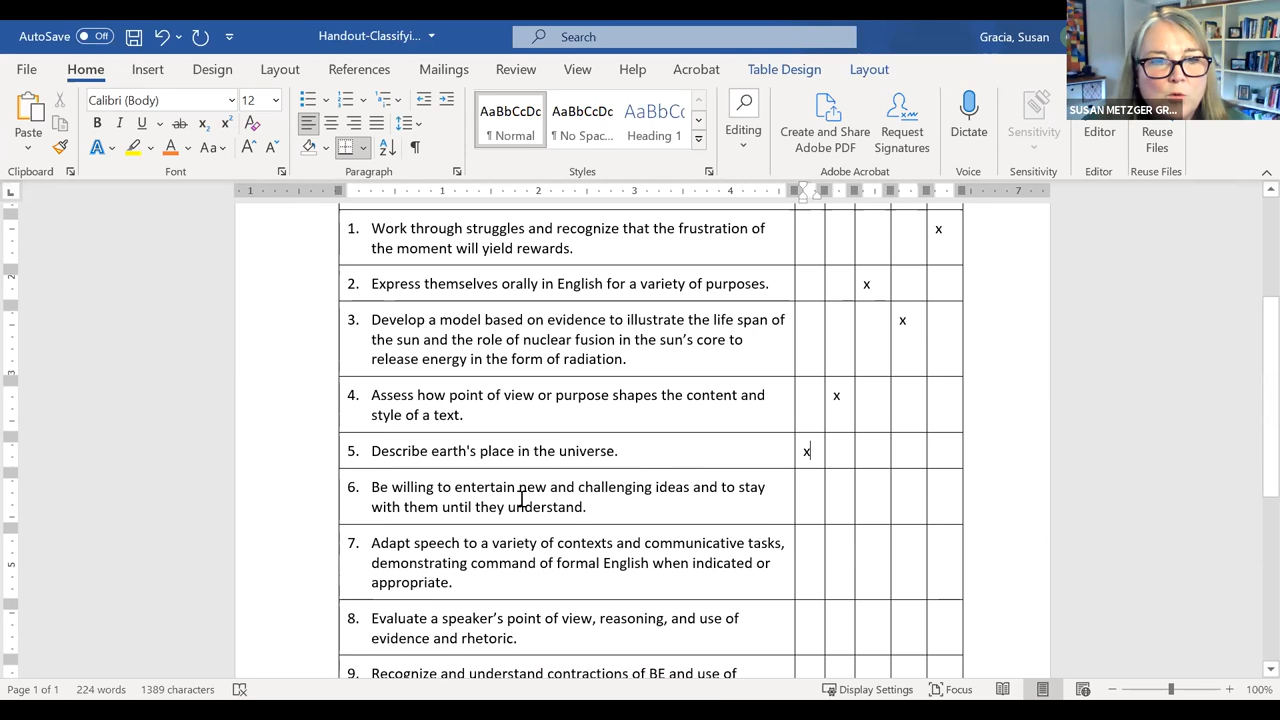 AutoSave Off
Handout-Classifyi...
Search
Gracia, Susan
File Home Insert Design Layout References Mailings Review View Help Acrobat Table Design Layout
SUSAN METZGER GR...
Calibri (Body) 12
Paste
AaBbCcDc AaBbCcDc AaBbCc
¶ Normal ¶ No Spac... Heading 1
Editing
Create and Share Adobe PDF
Request Signatures
Dictate
Sensitivity
Editor
Reuse Files
Clipboard Font Paragraph Styles Adobe Acrobat Voice Sensitivity Editor Reuse Files
1 1 2 3 4 7
1. Work through struggles and recognize that the frustration of x
the moment will yield rewards.
2. Express themselves orally in English for a variety of purposes. x
3. Develop a model based on evidence to illustrate the life span of x
the sun and the role of nuclear fusion in the sun’s core to
release energy in the form of radiation.
4. Assess how point of view or purpose shapes the content and x
style of a text.
5. Describe earth's place in the universe. x
6. Be willing to entertain new and challenging ideas and to stay
with them until they understand.
7. Adapt speech to a variety of contexts and communicative tasks,
demonstrating command of formal English when indicated or
appropriate.
8. Evaluate a speaker’s point of view, reasoning, and use of
evidence and rhetoric.
9. Recognize and understand contractions of BE and use of
Page 1 of 1 224 words 1389 characters Display Settings Focus 100%